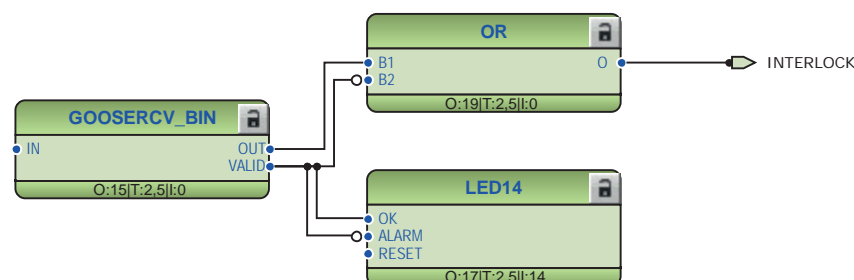 OR
B1
O
INTERLOCK
B2
O:19|T:2,5|I:0
GOOSERCV_BIN
IN
OUT
VALID
O:15|T:2,5|I:0
LED14
OK
ALARM
RESET
O:17|T:2,5|I:14